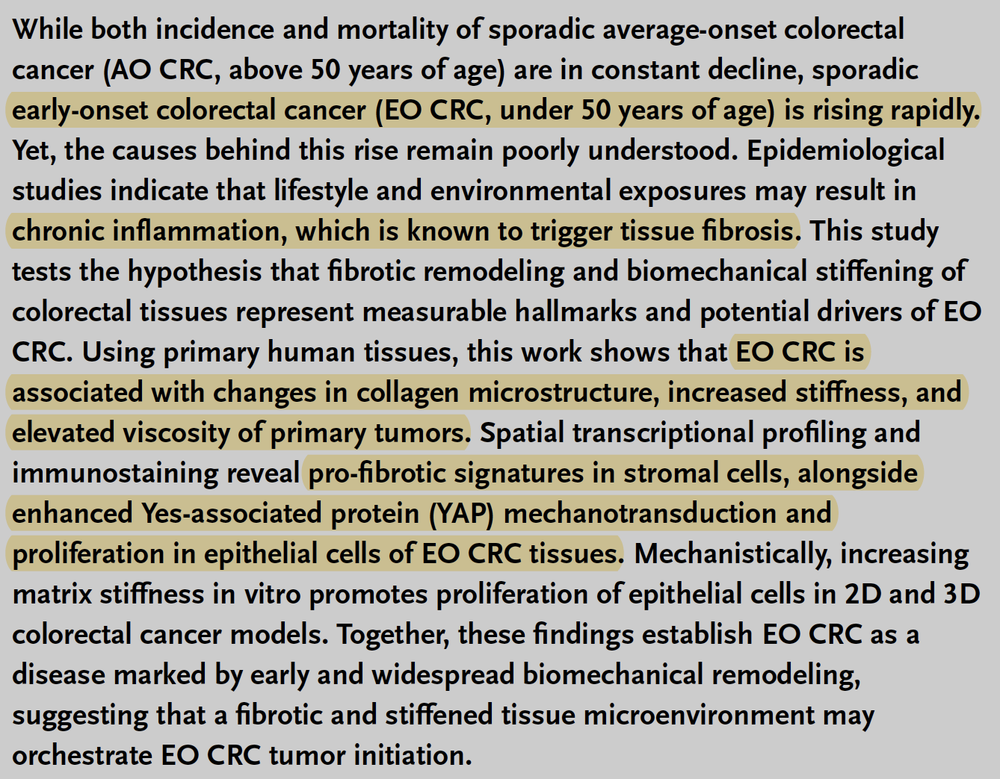 While both incidence and mortality of sporadic average-onset colorectal
cancer (AO CRC, above 50 years of age) are in constant decline, sporadic
early-onset colorectal cancer (EO CRC, under 50 years of age) is rising rapidly.
Yet, the causes behind this rise remain poorly understood. Epidemiological
studies indicate that lifestyle and environmental exposures may result in
chronic inflammation, which is known to trigger tissue fibrosis. This study
tests the hypothesis that fibrotic remodeling and biomechanical stiffening of
colorectal tissues represent measurable hallmarks and potential drivers of EO
CRC. Using primary human tissues, this work shows that EO CRC is
associated with changes in collagen microstructure, increased stiffness, and
elevated viscosity of primary tumors. Spatial transcriptional profiling and
immunostaining reveal pro-fibrotic signatures in stromal cells, alongside
enhanced Yes-associated protein (YAP) mechanotransduction and
proliferation in epithelial cells of EO CRC tissues. Mechanistically, increasing
matrix stiffness in vitro promotes proliferation of epithelial cells in 2D and 3D
colorectal cancer models. Together, these findings establish EO CRC as a
disease marked by early and widespread biomechanical remodeling,
suggesting that a fibrotic and stiffened tissue microenvironment may
orchestrate EO CRC tumor initiation.